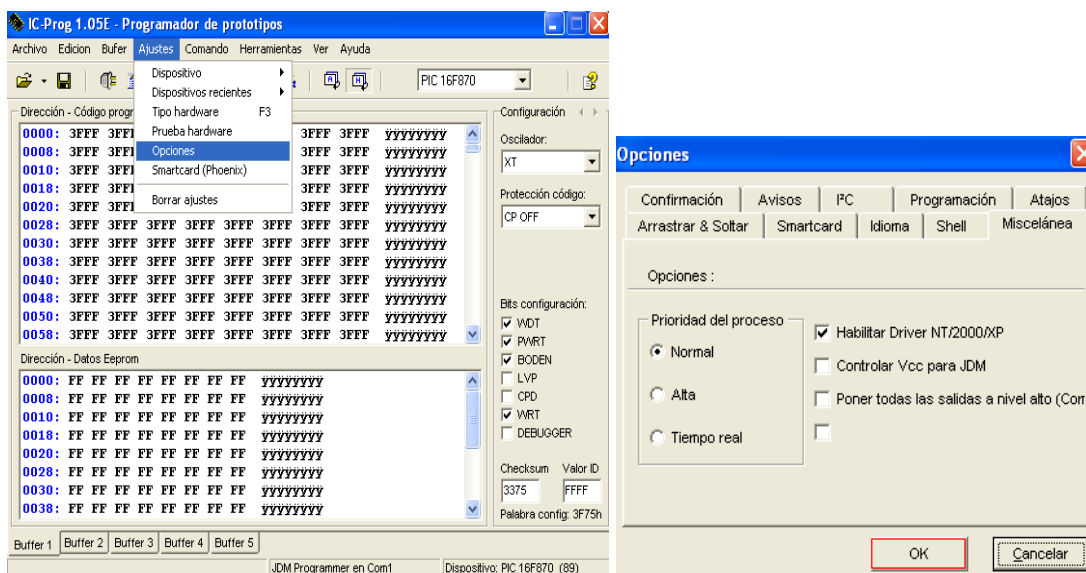 IC-Prog 1.05E - Programador de prototipos
Archivo Edicion Bufer Ajustes Comando Herramientas Ver Ayuda
PIC 16F870
Dispositivo
Dispositivos recientes
Tipo hardware F3
Prueba hardware
Opciones
Smartcard (Phoenix)
Borrar ajustes
Dirección - Código progr
0000: 3FFF 3FFF 3FFF 3FFF ÿÿÿÿÿÿÿÿ
0008: 3FFF 3FFF 3FFF 3FFF ÿÿÿÿÿÿÿÿ
0010: 3FFF 3FFF 3FFF 3FFF ÿÿÿÿÿÿÿÿ
0018: 3FFF 3FFF 3FFF 3FFF ÿÿÿÿÿÿÿÿ
0020: 3FFF 3FFF 3FFF 3FFF ÿÿÿÿÿÿÿÿ
0028: 3FFF 3FFF 3FFF 3FFF 3FFF 3FFF 3FFF 3FFF ÿÿÿÿÿÿÿÿ
0030: 3FFF 3FFF 3FFF 3FFF 3FFF 3FFF 3FFF 3FFF ÿÿÿÿÿÿÿÿ
0038: 3FFF 3FFF 3FFF 3FFF 3FFF 3FFF 3FFF 3FFF ÿÿÿÿÿÿÿÿ
0040: 3FFF 3FFF 3FFF 3FFF 3FFF 3FFF 3FFF 3FFF ÿÿÿÿÿÿÿÿ
0048: 3FFF 3FFF 3FFF 3FFF 3FFF 3FFF 3FFF 3FFF ÿÿÿÿÿÿÿÿ
0050: 3FFF 3FFF 3FFF 3FFF 3FFF 3FFF 3FFF 3FFF ÿÿÿÿÿÿÿÿ
0058: 3FFF 3FFF 3FFF 3FFF 3FFF 3FFF 3FFF 3FFF ÿÿÿÿÿÿÿÿ
Dirección - Datos Eeprom
0000: FF FF FF FF FF FF FF FF ÿÿÿÿÿÿÿÿ
0008: FF FF FF FF FF FF FF FF ÿÿÿÿÿÿÿÿ
0010: FF FF FF FF FF FF FF FF ÿÿÿÿÿÿÿÿ
0018: FF FF FF FF FF FF FF FF ÿÿÿÿÿÿÿÿ
0020: FF FF FF FF FF FF FF FF ÿÿÿÿÿÿÿÿ
0028: FF FF FF FF FF FF FF FF ÿÿÿÿÿÿÿÿ
0030: FF FF FF FF FF FF FF FF ÿÿÿÿÿÿÿÿ
0038: FF FF FF FF FF FF FF FF ÿÿÿÿÿÿÿÿ
Configuración
Oscilador:
XT
Protección código:
CP OFF
Bits configuración:
WDT
PWRT
BODEN
LVP
CPD
WRT
DEBUGGER
Checksum Valor ID
3375 FFFF
Palabra config: 3F75h
Buffer 1 Buffer 2 Buffer 3 Buffer 4 Buffer 5
JDM Programmer en Com1 Dispositivo: PIC 16F870 (89)
Opciones
Confirmación Avisos I²C Programación Atajos
Arrastrar & Soltar Smartcard Idioma Shell Miscelánea
Opciones :
Prioridad del proceso
Normal
Alta
Tiempo real
Habilitar Driver NT/2000/XP
Controlar Vcc para JDM
Poner todas las salidas a nivel alto (Com
OK Cancelar